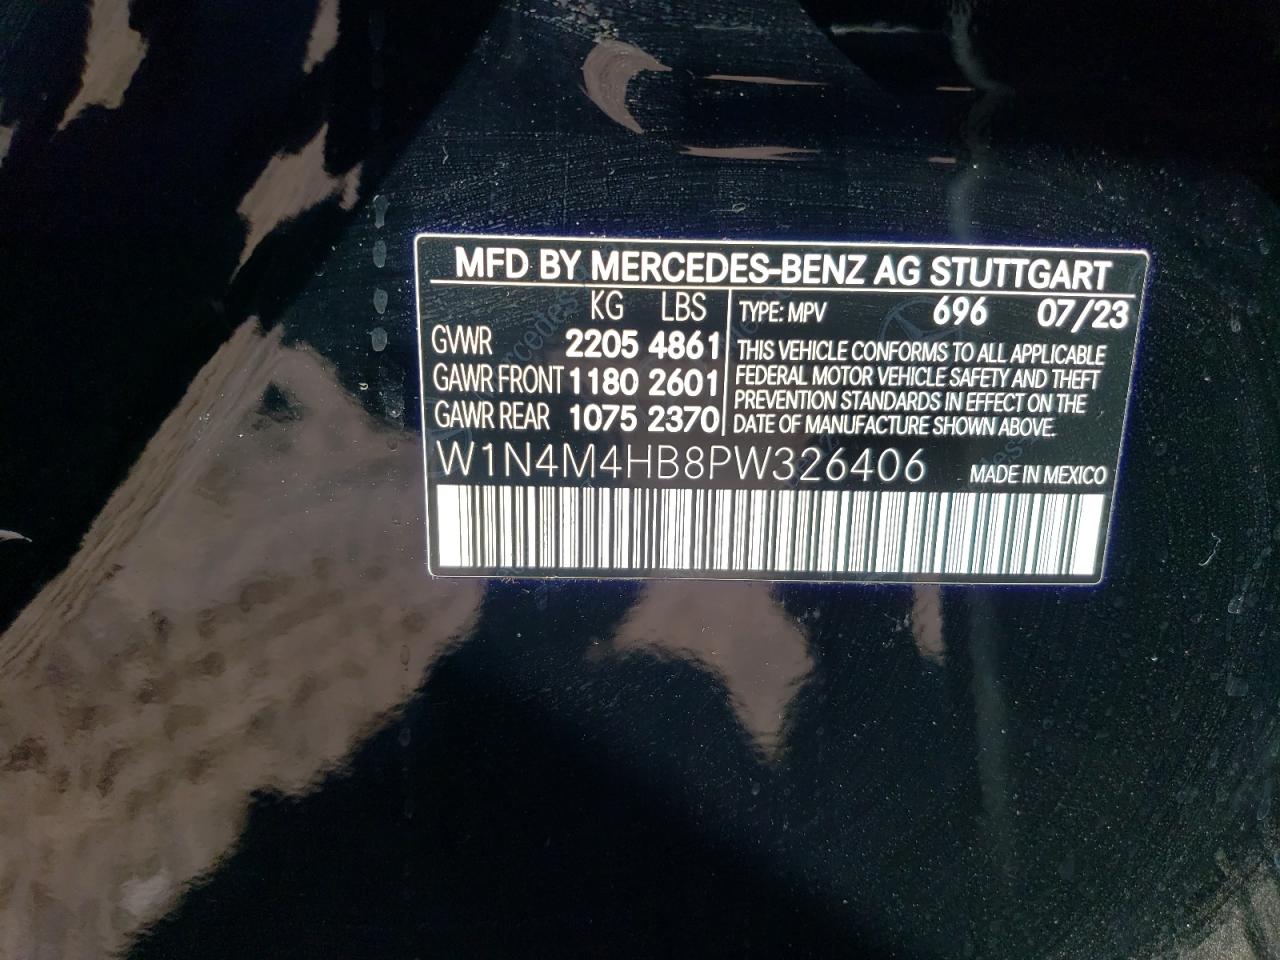 MFD BY MERCEDES-BENZ AG STUTTGART
KG LBS
GVWR 2205 4861
GAWR FRONT 1180 2601
GAWR REAR 1075 2370
TYPE: MPV 696 07/23
THIS VEHICLE CONFORMS TO ALL APPLICABLE
FEDERAL MOTOR VEHICLE SAFETY AND THEFT
PREVENTION STANDARDS IN EFFECT ON THE
DATE OF MANUFACTURE SHOWN ABOVE.
W1N4M4HB8PW326406 MADE IN MEXICO